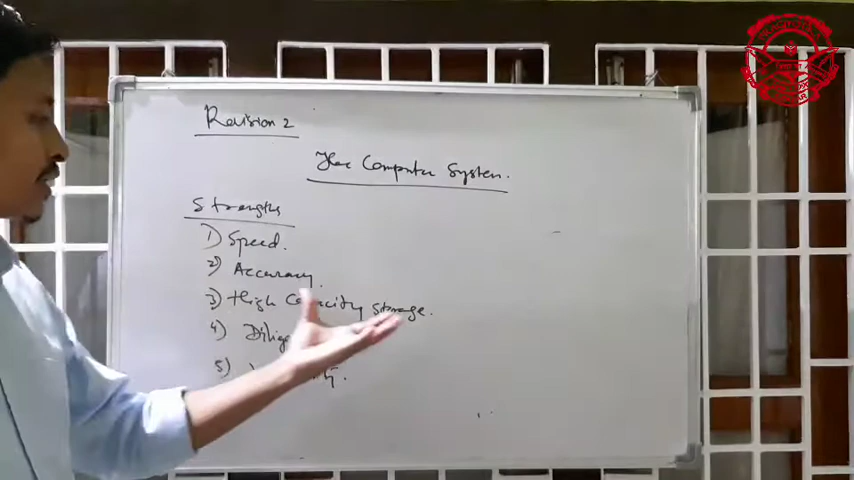 Revision 2
The Computer System.
Strengths
1) Speed.
2) Accuracy.
3) High Capacity Storage.
4)
5)